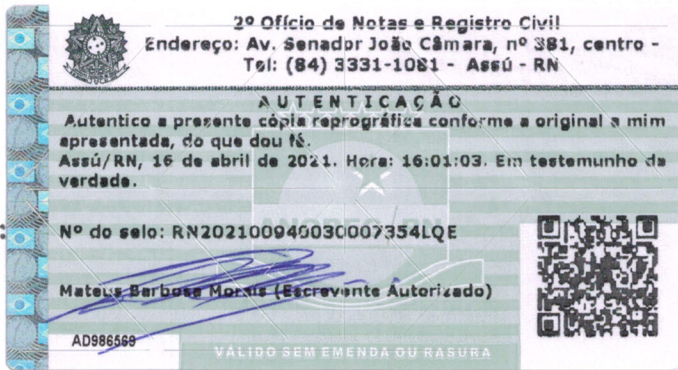 2º Ofício de Notas e Registro Civil
Endereço: Av. Senador João Câmara, nº 381, centro -
Tel: (84) 3331-1081 - Assú - RN
AUTENTICAÇÃO
Autentico a presente cópia reprográfica conforme a original a mim
apresentada, do que dou fé.
Assú/RN, 16 de abril de 2021. Hora: 16:01:03. Em testemunho da
verdade.
ANOREG/RN
Nº do selo: RN202100940030007354LQE
Mateus Barbosa Morais (Escrevente Autorizado)
AD986569
VÁLIDO SEM EMENDA OU RASURA